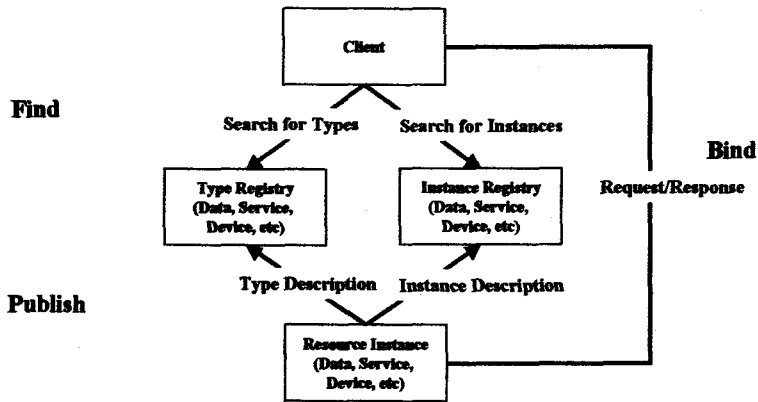 Client
Find
Search for Types
Search for Instances
Bind
Type Registry
(Data, Service,
Device, etc)
Instance Registry
(Data, Service,
Device, etc)
Request/Response
Type Description
Instance Description
Publish
Resource Instance
(Data, Service,
Device, etc)